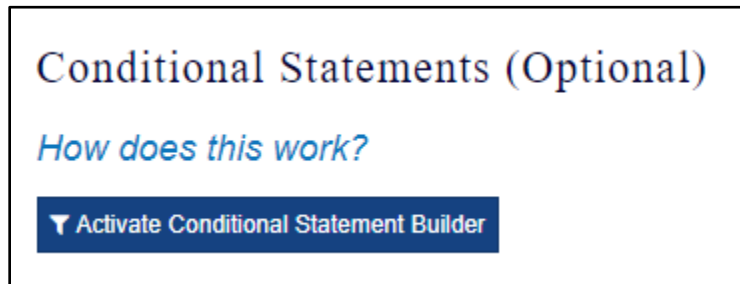 Conditional Statements (Optional)
How does this work?
Activate Conditional Statement Builder